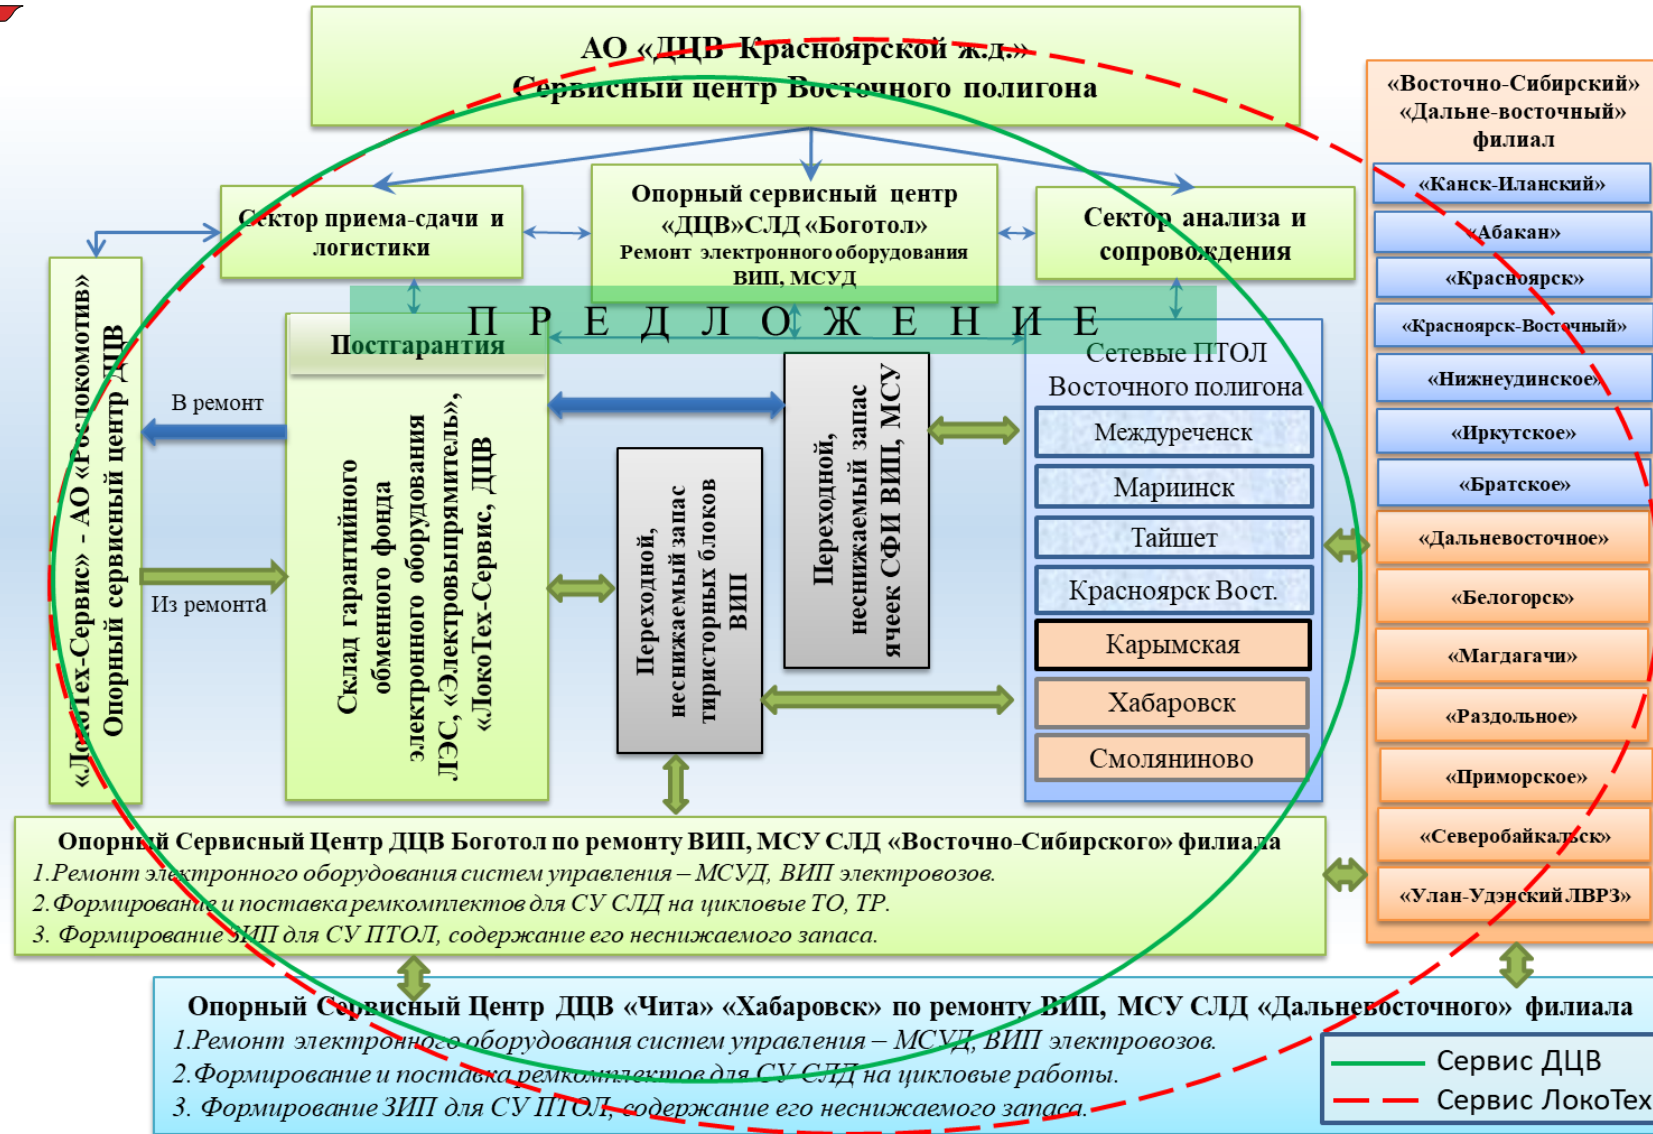 АО «ДЦВ Красноярской ж.д.»
Сервисный центр Восточного полигона
Сектор приема-сдачи и
логистики
Опорный сервисный центр
«ДЦВ»СЛД «Боготол»
Ремонт электронного оборудования
ВИП, МСУД
Сектор анализа и
сопровождения
ПРЕДЛОЖЕНИЕ
«ЛокоТех-Сервис» - АО «Рослокомотив»
Опорный сервисный центр ДЦВ
В ремонт
Из ремонта
Постгарантия
Склад гарантийного
обменного фонда
электронного оборудования
ЛЭС, «Электровыпрямитель»,
«ЛокоТех-Сервис, ДЦВ
Переходной,
неснижаемый запас
тиристорных блоков
ВИП
Переходной,
неснижаемый запас
ячеек СФИ ВИП, МСУ
Сетевые ПТОЛ
Восточного полигона
Междуреченск
Мариинск
Тайшет
Красноярск Вост.
Карымская
Хабаровск
Смоляниново
«Восточно-Сибирский»
«Дальне-восточный»
филиал
«Канск-Иланский»
«Абакан»
«Красноярск»
«Красноярск-Восточный»
«Нижнеудинское»
«Иркутское»
«Братское»
«Дальневосточное»
«Белогорск»
«Магдагачи»
«Раздольное»
«Приморское»
«Северобайкальск»
«Улан-Удэнский ЛВРЗ»
Опорный Сервисный Центр ДЦВ Боготол по ремонту ВИП, МСУ СЛД «Восточно-Сибирского» филиала
1.Ремонт электронного оборудования систем управления – МСУД, ВИП электровозов.
2.Формирование и поставка ремкомплектов для СУ СЛД на цикловые ТО, ТР.
3. Формирование ЗИП для СУ ПТОЛ, содержание его неснижаемого запаса.
Опорный Сервисный Центр ДЦВ «Чита» «Хабаровск» по ремонту ВИП, МСУ СЛД «Дальневосточного» филиала
1.Ремонт электронного оборудования систем управления – МСУД, ВИП электровозов.
2.Формирование и поставка ремкомплектов для СУ СЛД на цикловые работы.
3. Формирование ЗИП для СУ ПТОЛ, содержание его неснижаемого запаса.
Сервис ДЦВ
Сервис ЛокоТех